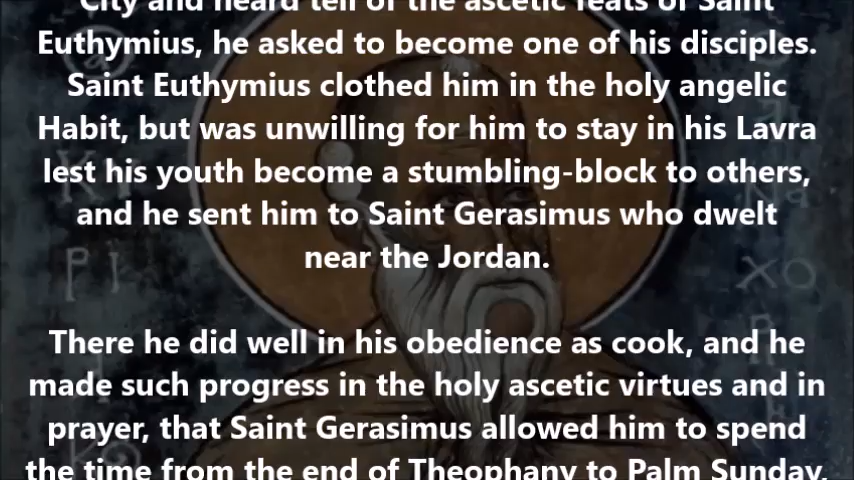 City and heard tell of the ascetic feats of Saint
Euthymius, he asked to become one of his disciples.
Saint Euthymius clothed him in the holy angelic
Habit, but was unwilling for him to stay in his Lavra
lest his youth become a stumbling-block to others,
and he sent him to Saint Gerasimus who dwelt
near the Jordan.
There he did well in his obedience as cook, and he
made such progress in the holy ascetic virtues and in
prayer, that Saint Gerasimus allowed him to spend
the time from the end of Theophany to Palm Sunday,